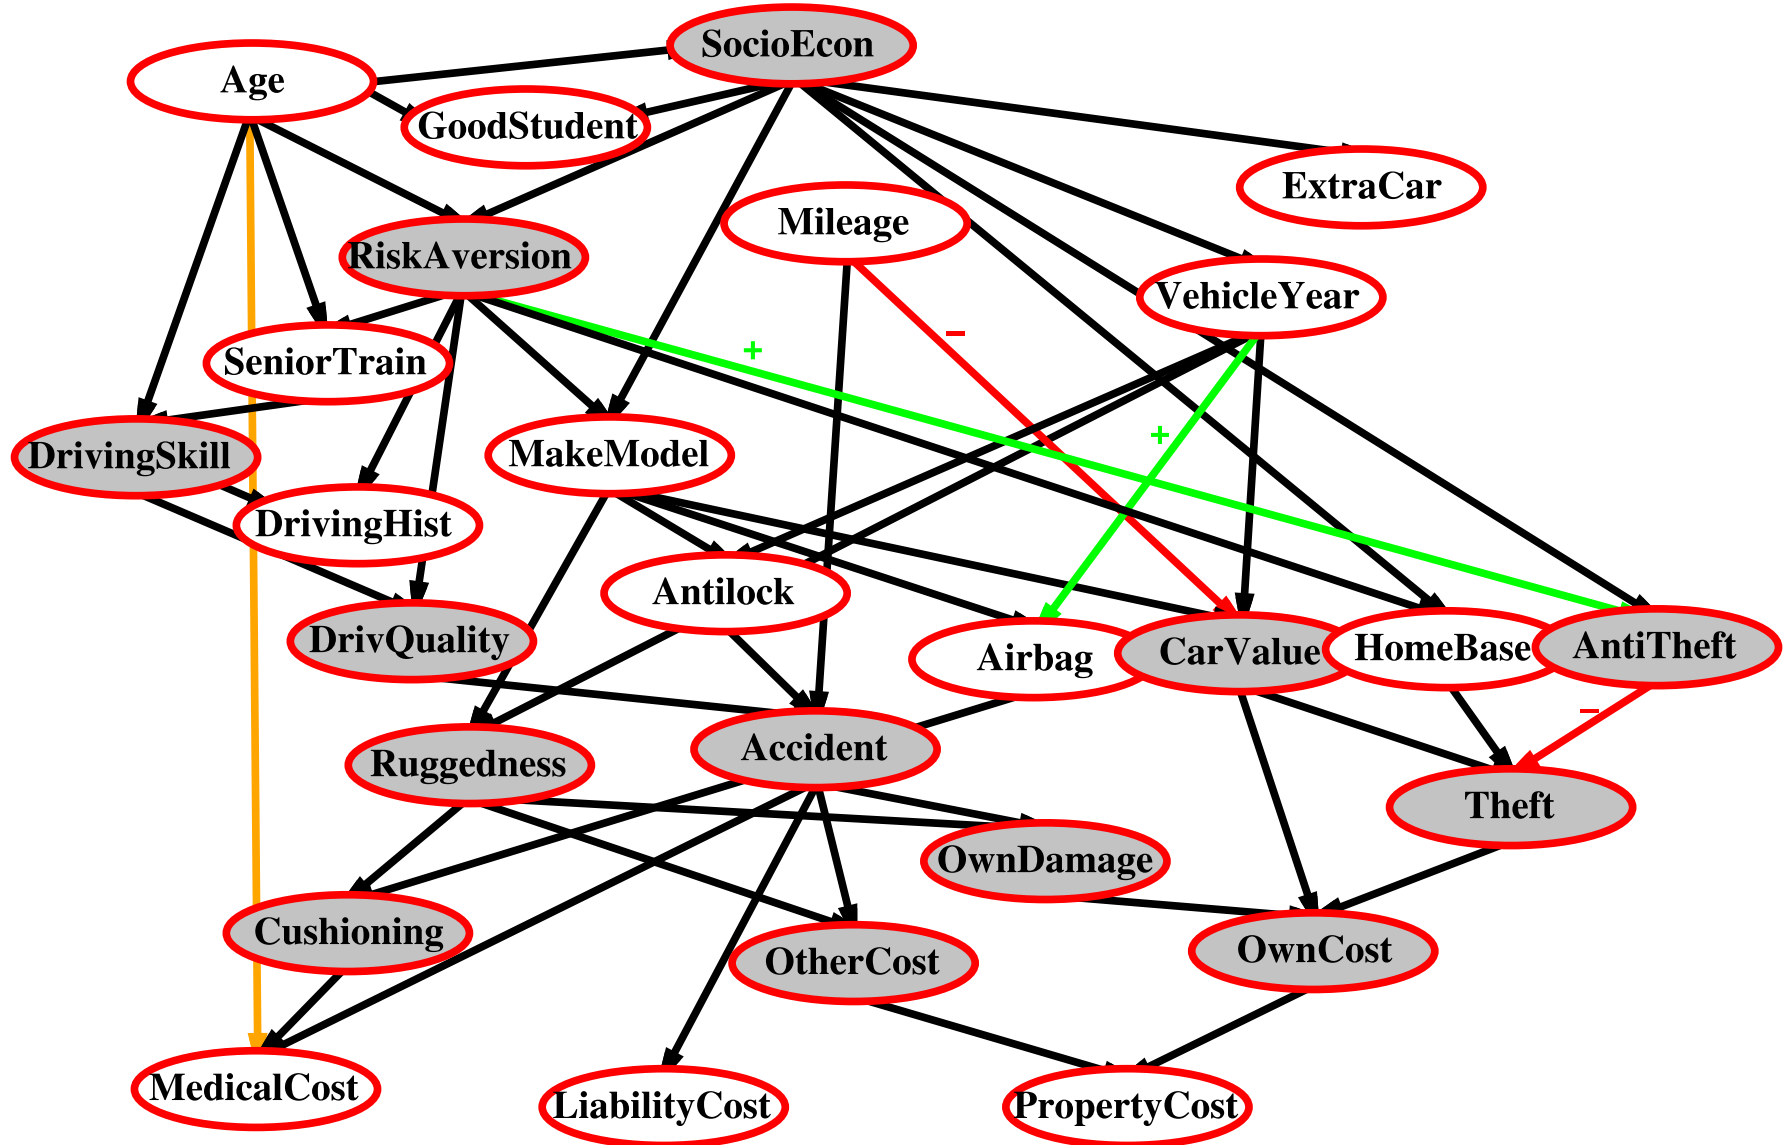 SocioEcon
Age
GoodStudent
ExtraCar
Mileage
RiskAversion
VehicleYear
−
+
SeniorTrain
+
DrivingSkill
MakeModel
DrivingHist
Antilock
DrivQuality
Airbag
CarValue
HomeBase
AntiTheft
−
Ruggedness
Accident
Theft
OwnDamage
Cushioning
OtherCost
OwnCost
MedicalCost
LiabilityCost
PropertyCost